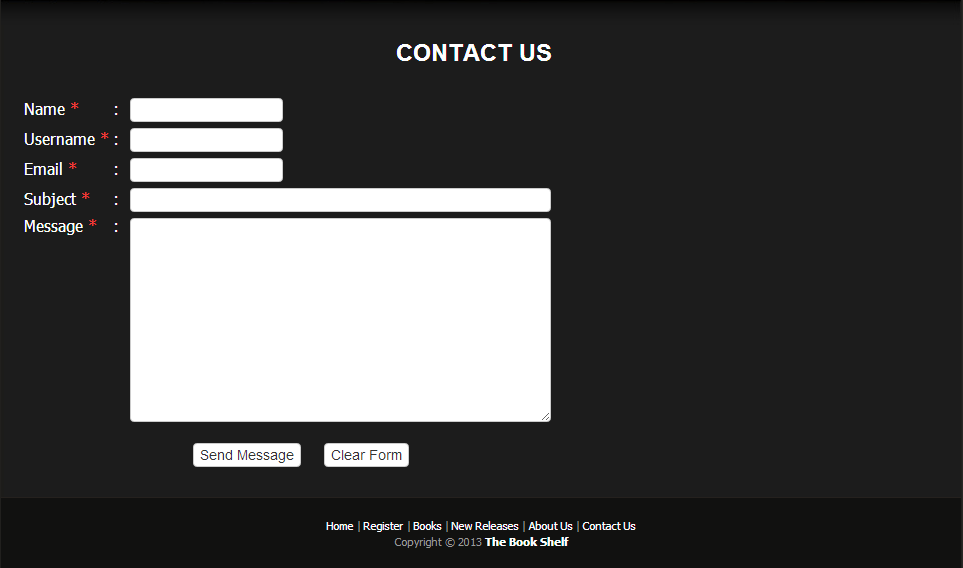 CONTACT US
Name * :
Username * :
Email * :
Subject * :
Message * :
Send Message Clear Form
Home | Register | Books | New Releases | About Us | Contact Us
Copyright © 2013 The Book Shelf